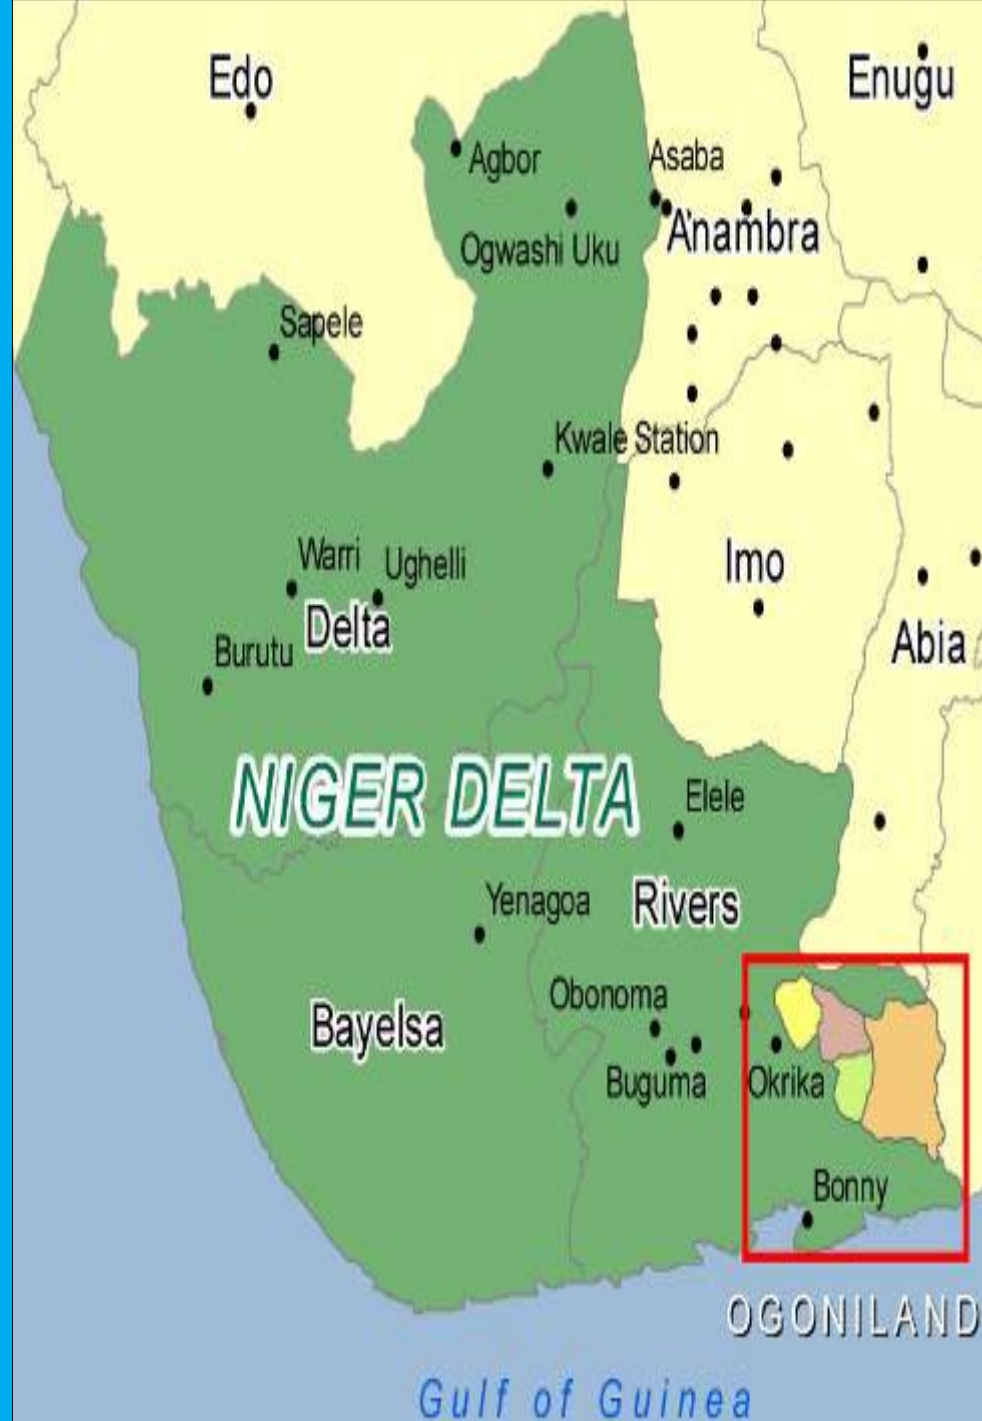 Edo
Enugu
Agbor
Asaba
Ogwashi Uku
Anambra
Sapele
Kwale Station
Warri
Ughelli
Imo
Delta
Burutu
Abia
NIGER DELTA
Elele
Yenagoa
Rivers
Obonoma
Bayelsa
Buguma
Okrika
Bonny
OGONILAND
Gulf of Guinea